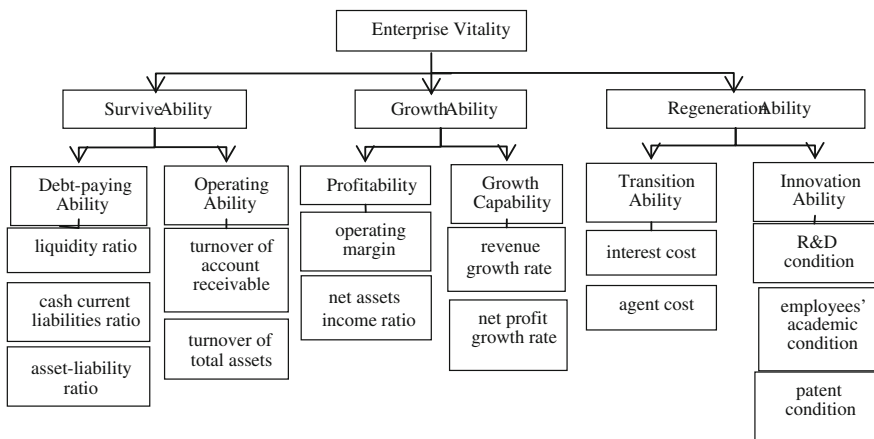 Enterprise Vitality
SurviveAbility
GrowthAbility
RegenerationAbility
Debt-paying
Ability
Operating
Ability
Profitability
Growth
Capability
Transition
Ability
Innovation
Ability
liquidity ratio
cash current
liabilities ratio
asset-liability
ratio
turnover of
account
receivable
turnover of
total assets
operating
margin
net assets
income ratio
revenue
growth rate
net profit
growth rate
interest cost
agent cost
R&D
condition
employees’
academic
condition
patent
condition